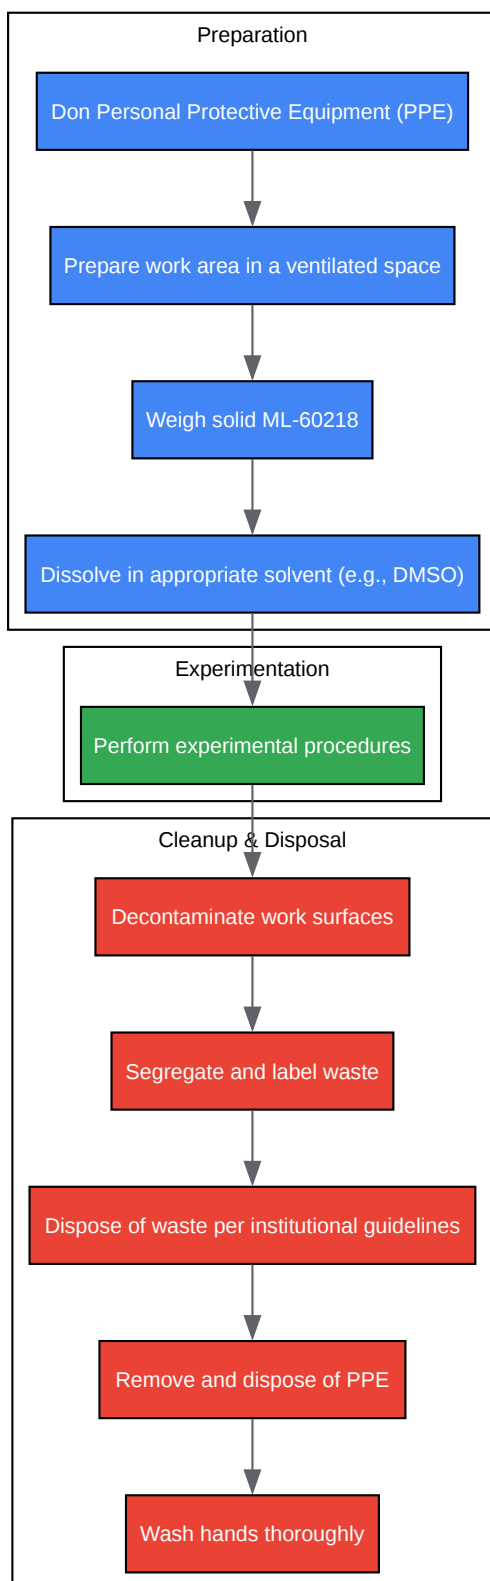 Preparation
Don Personal Protective Equipment (PPE)
Prepare work area in a ventilated space
Weigh solid ML-60218
Dissolve in appropriate solvent (e.g., DMSO)
Experimentation
Perform experimental procedures
Cleanup & Disposal
Decontaminate work surfaces
Segregate and label waste
Dispose of waste per institutional guidelines
Remove and dispose of PPE
Wash hands thoroughly